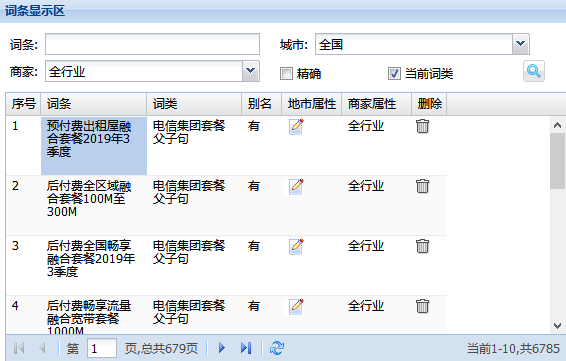 词条显示区
词条: 城市: 全国
商家: 全行业 精确 当前词类
序号 词条 词类 别名 地市属性 商家属性 删除
1 预付费出租屋融 电信集团套餐 有 全行业
合套餐2019年3 父子句
季度
2 后付费全区域融 电信集团套餐 有 全行业
合套餐100M至 父子句
300M
3 后付费全国畅享 电信集团套餐 有 全行业
融合套餐2019年 父子句
3季度
4 后付费畅享流量 电信集团套餐 有 全行业
融合宽带套餐 父子句
1000M
第 1 页,总共679页 当前1-10,共6785